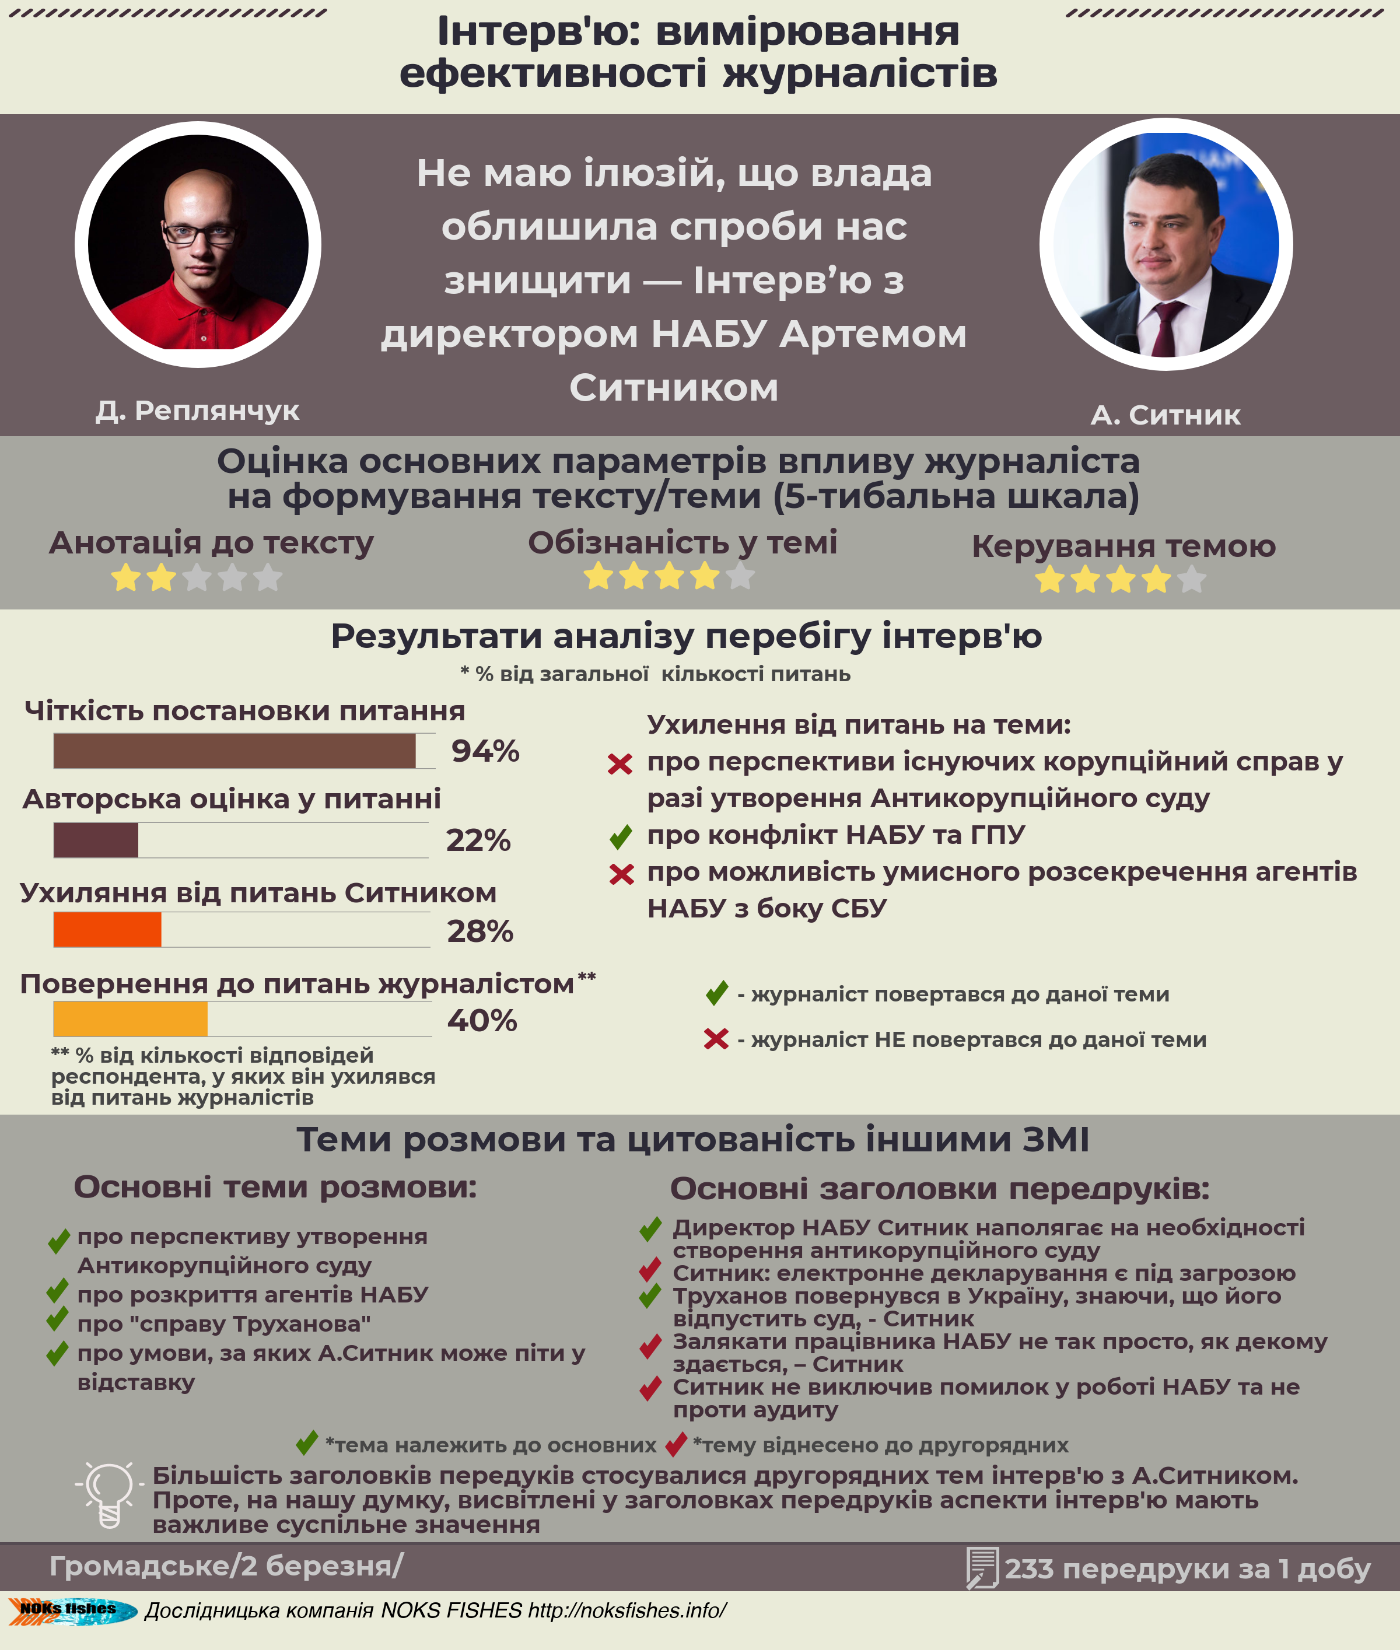 Інтерв'ю: вимірювання
ефективності журналістів
Не маю ілюзій, що влада
облишила спроби нас
знищити — Інтерв’ю з
директором НАБУ Артемом
Ситником
Д. Реплянчук
А. Ситник
Оцінка основних параметрів впливу журналіста
на формування тексту/теми (5-тибальна шкала)
Анотація до тексту
Обізнаність у темі
Керування темою
Результати аналізу перебігу інтерв'ю
* % від загальної кількості питань
Чіткість постановки питання
94%
Авторська оцінка у питанні
22%
Ухиляння від питань Ситником
28%
Повернення до питань журналістом**
40%
** % від кількості відповідей
респондента, у яких він ухилявся
від питань журналістів
Ухилення від питань на теми:
про перспективи існуючих корупційний справ у
разі утворення Антикорупційного суду
про конфлікт НАБУ та ГПУ
про можливість умисного розсекречення агентів
НАБУ з боку СБУ
- журналіст повертався до даної теми
- журналіст НЕ повертався до даної теми
Теми розмови та цитованість іншими ЗМІ
Основні теми розмови:
про перспективу утворення
Антикорупційного суду
про розкриття агентів НАБУ
про "справу Труханова"
про умови, за яких А.Ситник може піти у
відставку
Основні заголовки передруків:
Директор НАБУ Ситник наполягає на необхідності
створення антикорупційного суду
Ситник: електронне декларування є під загрозою
Труханов повернувся в Україну, знаючи, що його
відпустить суд, - Ситник
Залякати працівника НАБУ не так просто, як декому
здається, – Ситник
Ситник не виключив помилок у роботі НАБУ та не
проти аудиту
*тема належить до основних *тему віднесено до другорядних
Більшість заголовків передуків стосувалися другорядних тем інтерв'ю з А.Ситником.
Проте, на нашу думку, висвітлені у заголовках передруків аспекти інтерв'ю мають
важливе суспільне значення
Громадське/2 березня/
233 передруки за 1 добу
NOKs fishes Дослідницька компанія NOKS FISHES http://noksfishes.info/